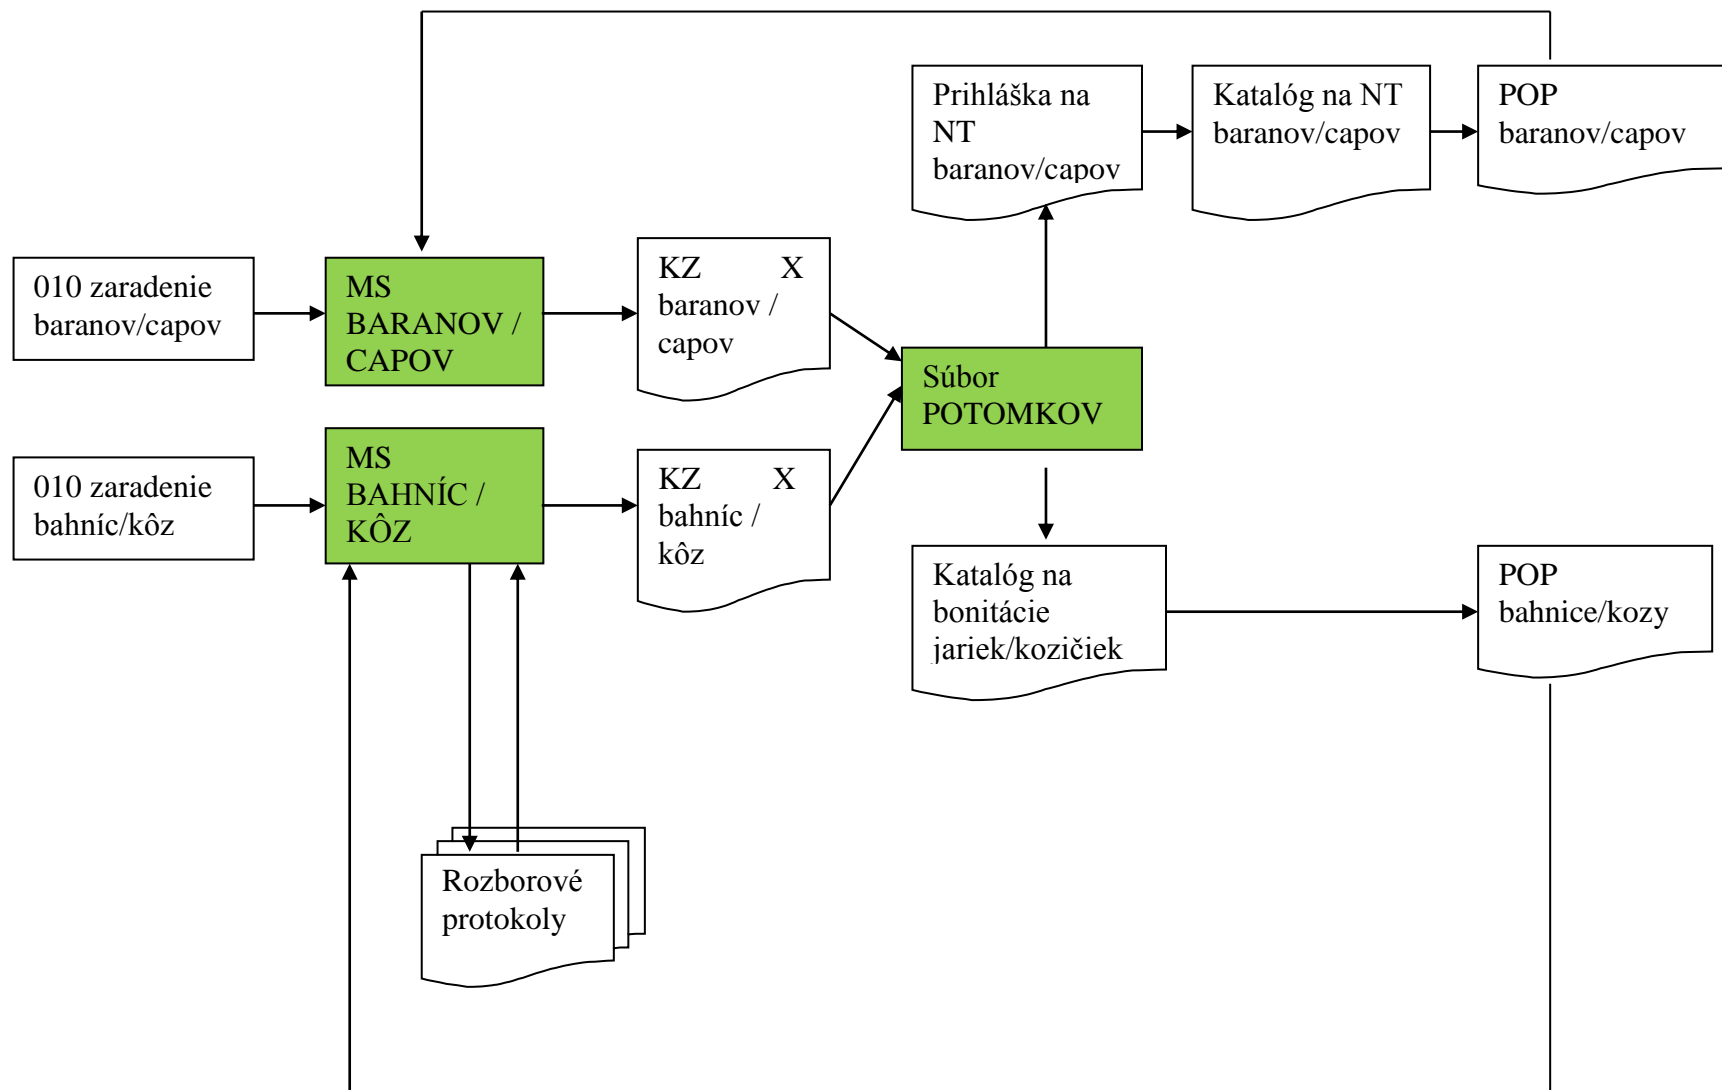 Prihláška na
NT
baranov/capov
Katalóg na NT
baranov/capov
POP
baranov/capov
010 zaradenie
baranov/capov
MS
BARANOV /
CAPOV
KZ X
baranov /
capov
Súbor
POTOMKOV
010 zaradenie
bahníc/kôz
MS
BAHNÍC /
KÔZ
KZ X
bahníc /
kôz
Katalóg na
bonitácie
jariek/kozičiek
POP
bahnice/kozy
Rozborové
protokoly